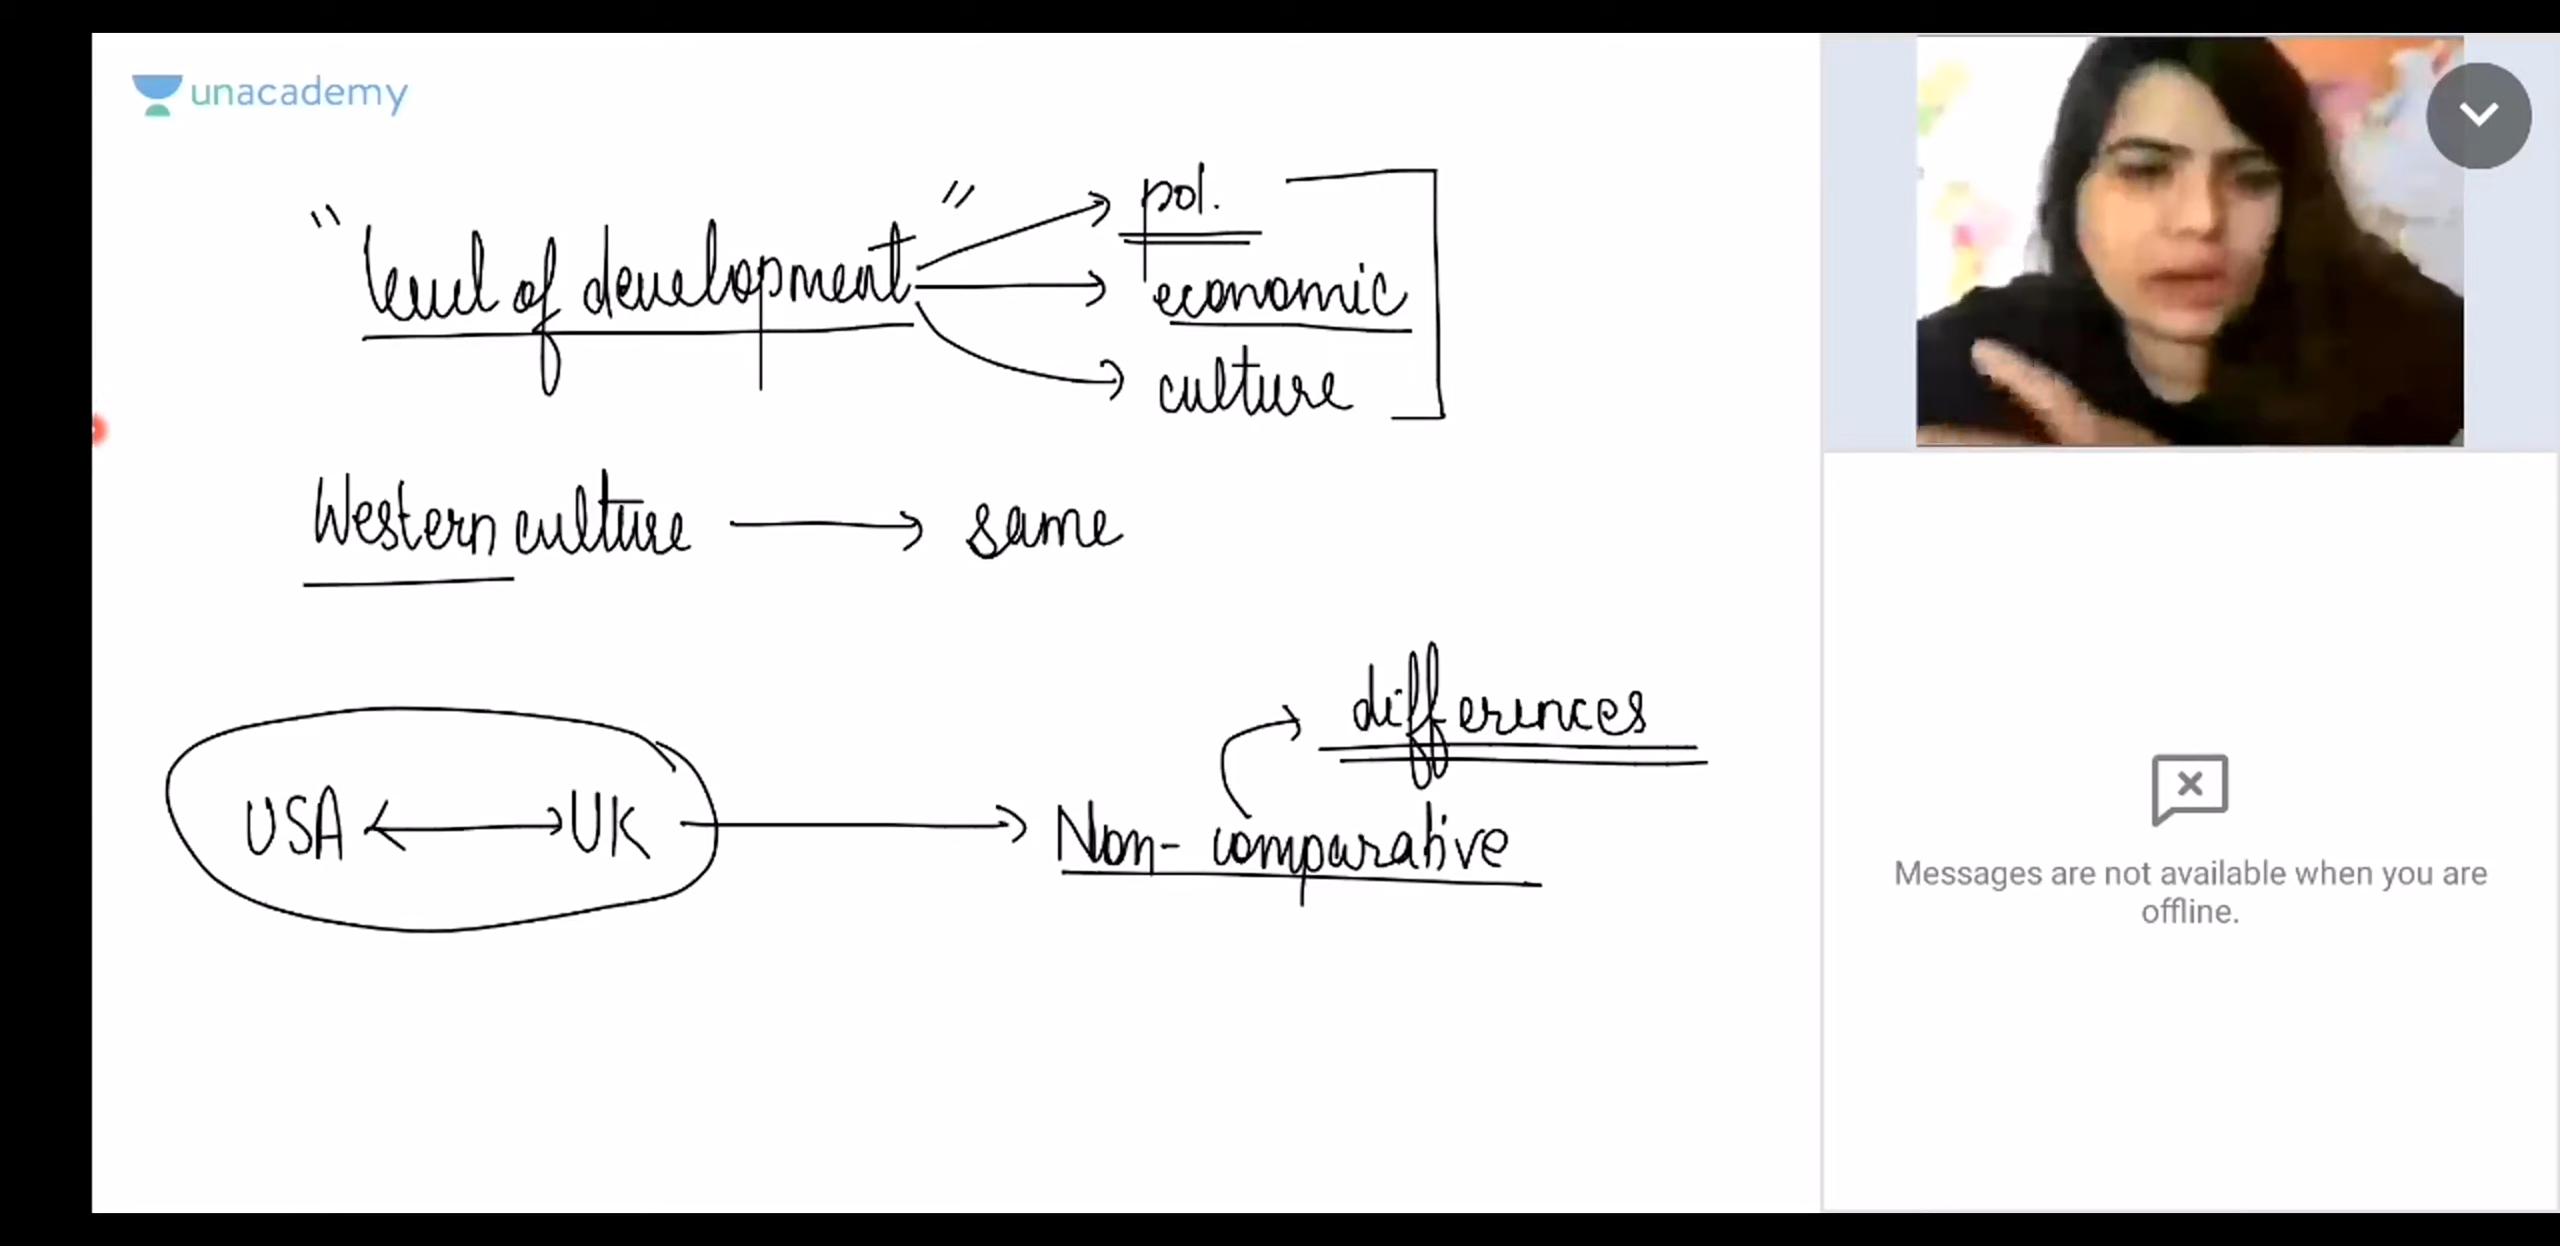 unacademy
"level of development" pol.
economic
culture
Western culture same
differences
USA UK Non-comparative
Messages are not available when you are
offline.